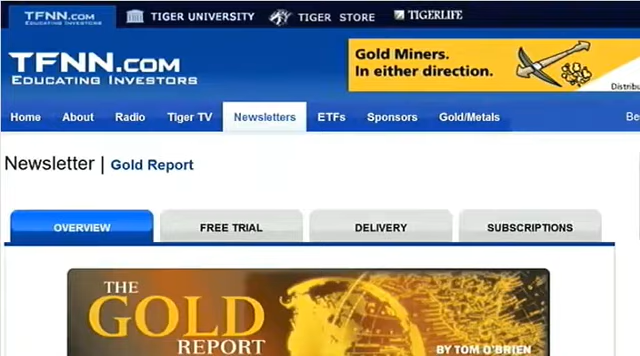 TFNN.COM
EDUCATING INVESTORS
TIGER UNIVERSITY
TIGER STORE
TIGERLIFE
TFNN.COM
EDUCATING INVESTORS
Gold Miners.
In either direction.
Distribu
Home About Radio Tiger TV Newsletters ETFs Sponsors Gold/Metals Be
Newsletter | Gold Report
OVERVIEW FREE TRIAL DELIVERY SUBSCRIPTIONS
THE
GOLD
REPORT
BY TOM O'BRIEN